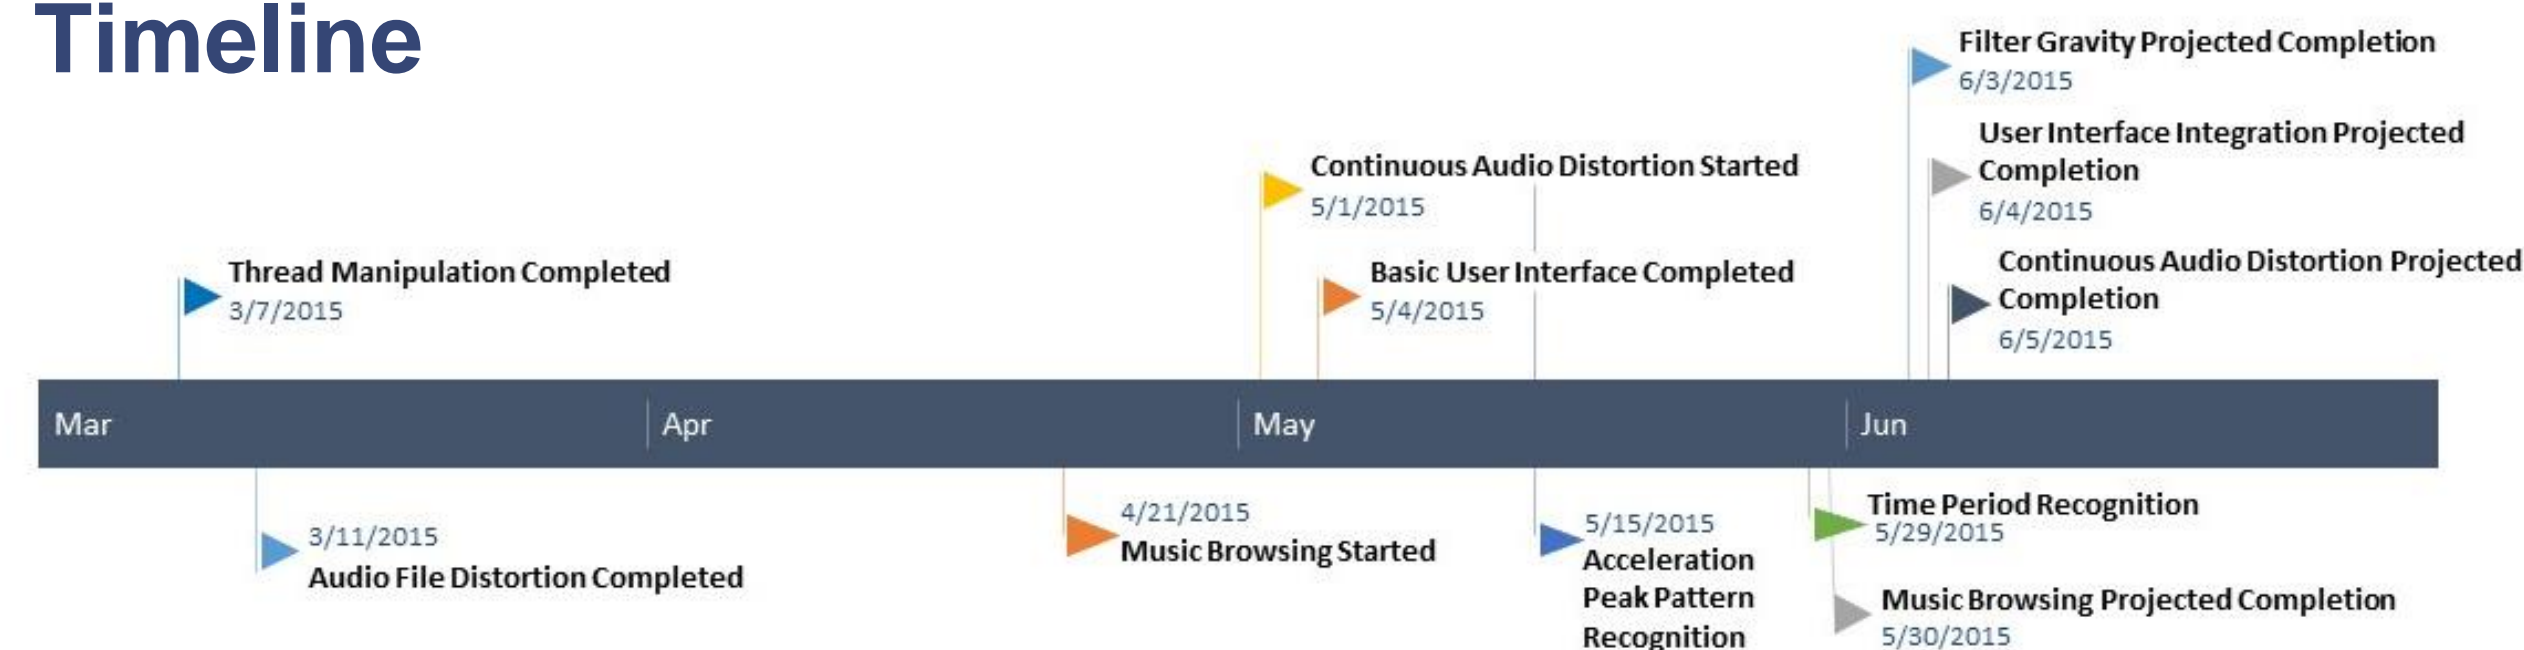 Timeline
Filter Gravity Projected Completion
6/3/2015
User Interface Integration Projected
Completion
6/4/2015
Continuous Audio Distortion Started
5/1/2015
Continuous Audio Distortion Projected
Completion
6/5/2015
Thread Manipulation Completed
3/7/2015
Basic User Interface Completed
5/4/2015
Mar
Apr
May
Jun
3/11/2015
Audio File Distortion Completed
4/21/2015
Music Browsing Started
5/15/2015
Acceleration
Peak Pattern
Recognition
Time Period Recognition
5/29/2015
Music Browsing Projected Completion
5/30/2015